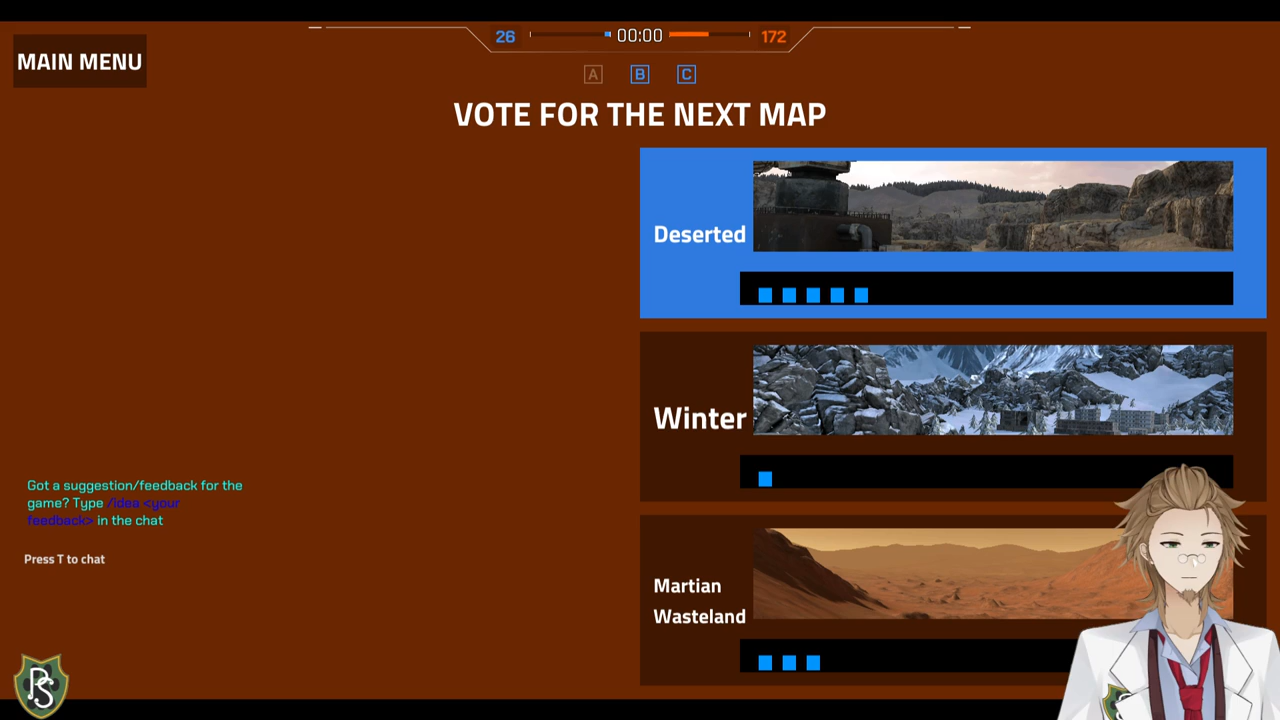 26 00:00 172
MAIN MENU
A B C
VOTE FOR THE NEXT MAP
Deserted
Winter
Martian
Wasteland
Got a suggestion/feedback for the
game? Type /idea <your
feedback> in the chat
Press T to chat
PS